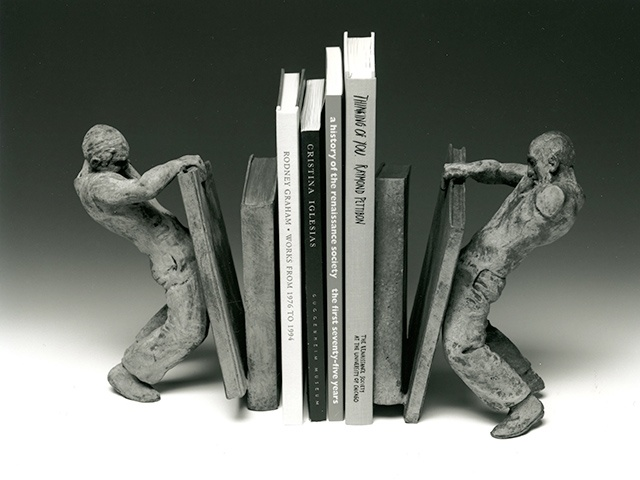 RODNEY GRAHAM • WORKS FROM 1976 TO 1994
CRISTINA IGLESIAS
GUGGENHEIM MUSEUM
a history of the renaissance society the first seventy-five years
THINKING OF YOU RAYMOND PETTIBON
THE RENAISSANCE SOCIETY
AT THE UNIVERSITY OF CHICAGO